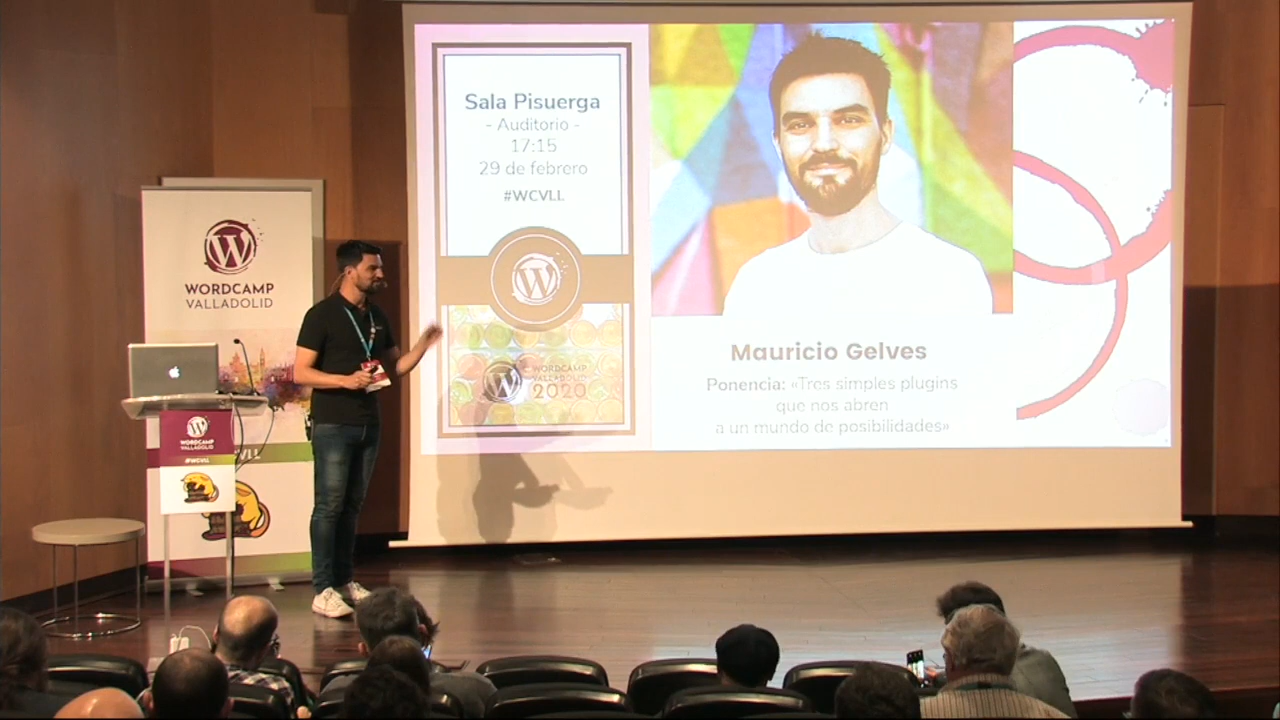 Sala Pisuerga
- Auditorio -
17:15
29 de febrero
#WCVLL
WORDCAMP
VALLADOLID
2020
Mauricio Gelves
Ponencia: «Tres simples plugins
que nos abren
a un mundo de posibilidades»
WORDCAMP
VALLADOLID
WORDCAMP
VALLADOLID
#WCVLL